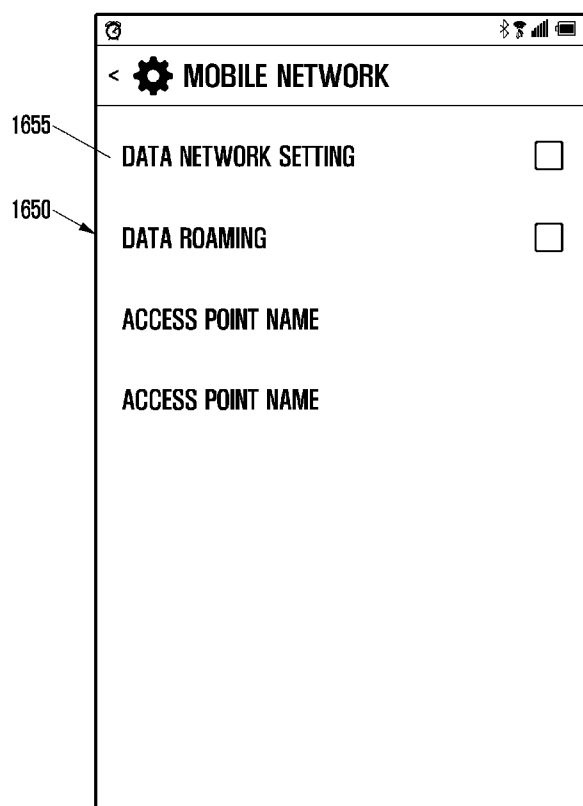 < MOBILE NETWORK
1655
DATA NETWORK SETTING
1650
DATA ROAMING
ACCESS POINT NAME
ACCESS POINT NAME